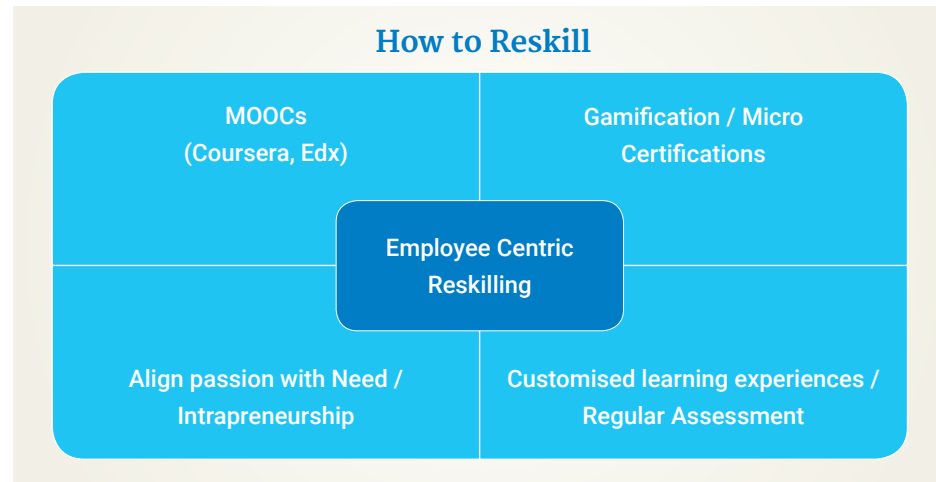 How to Reskill
MOOCs
(Coursera, Edx)
Gamification / Micro
Certifications
Employee Centric
Reskilling
Align passion with Need /
Intrapreneurship
Customised learning experiences /
Regular Assessment